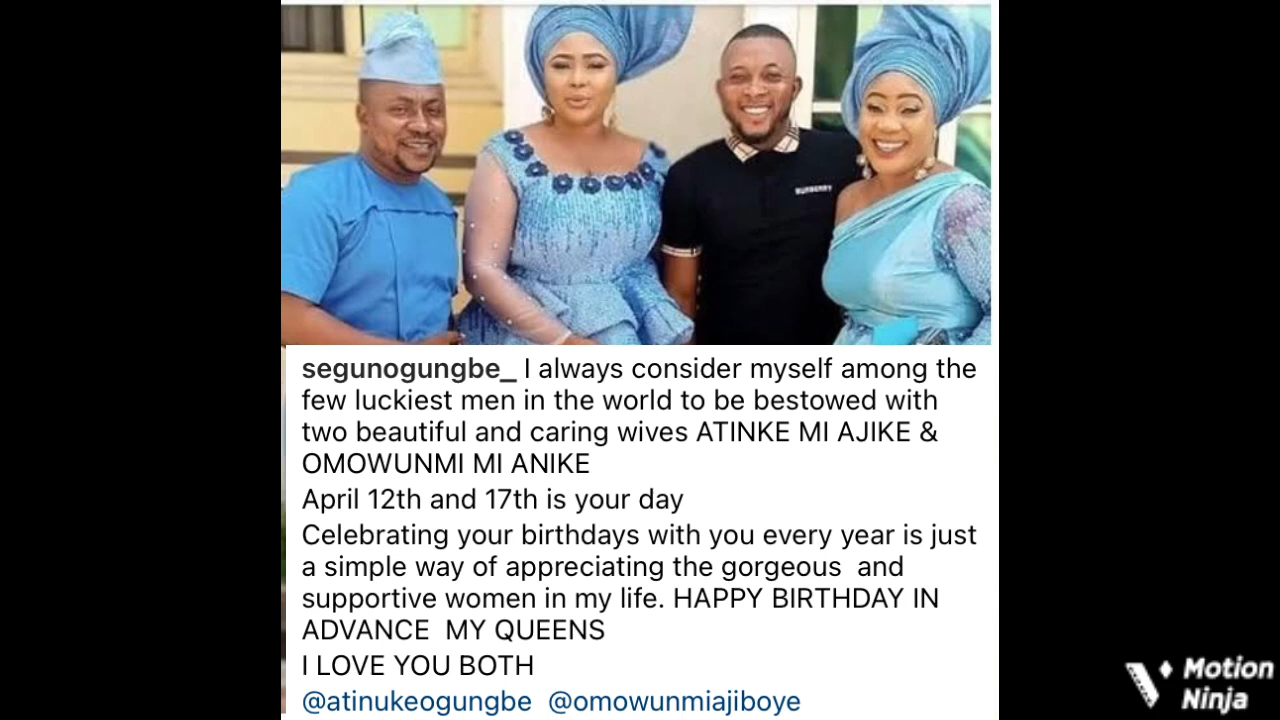 BURBERRY
segunogungbe_ I always consider myself among the
few luckiest men in the world to be bestowed with
two beautiful and caring wives ATINKE MI AJIKE &
OMOWUNMI MI ANIKE
April 12th and 17th is your day
Celebrating your birthdays with you every year is just
a simple way of appreciating the gorgeous  and
supportive women in my life. HAPPY BIRTHDAY IN
ADVANCE  MY QUEENS
I LOVE YOU BOTH
@atinukeogungbe  @omowunmiajiboye
Motion
Ninja